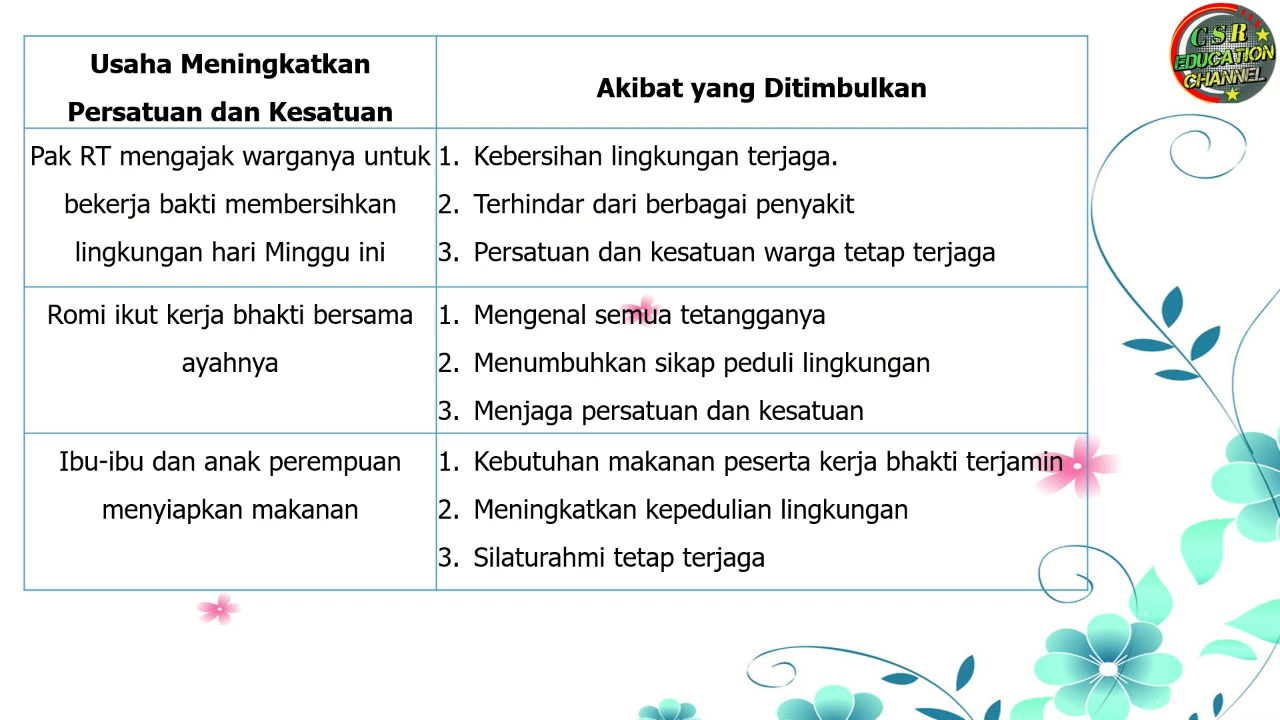 Usaha Meningkatkan
Persatuan dan Kesatuan
Akibat yang Ditimbulkan
Pak RT mengajak warganya untuk
bekerja bakti membersihkan
lingkungan hari Minggu ini
1. Kebersihan lingkungan terjaga.
2. Terhindar dari berbagai penyakit
3. Persatuan dan kesatuan warga tetap terjaga
Romi ikut kerja bhakti bersama
ayahnya
1. Mengenal semua tetangganya
2. Menumbuhkan sikap peduli lingkungan
3. Menjaga persatuan dan kesatuan
Ibu-ibu dan anak perempuan
menyiapkan makanan
1. Kebutuhan makanan peserta kerja bhakti terjamin
2. Meningkatkan kepedulian lingkungan
3. Silaturahmi tetap terjaga
CSR
EDUCATION
CHANNEL